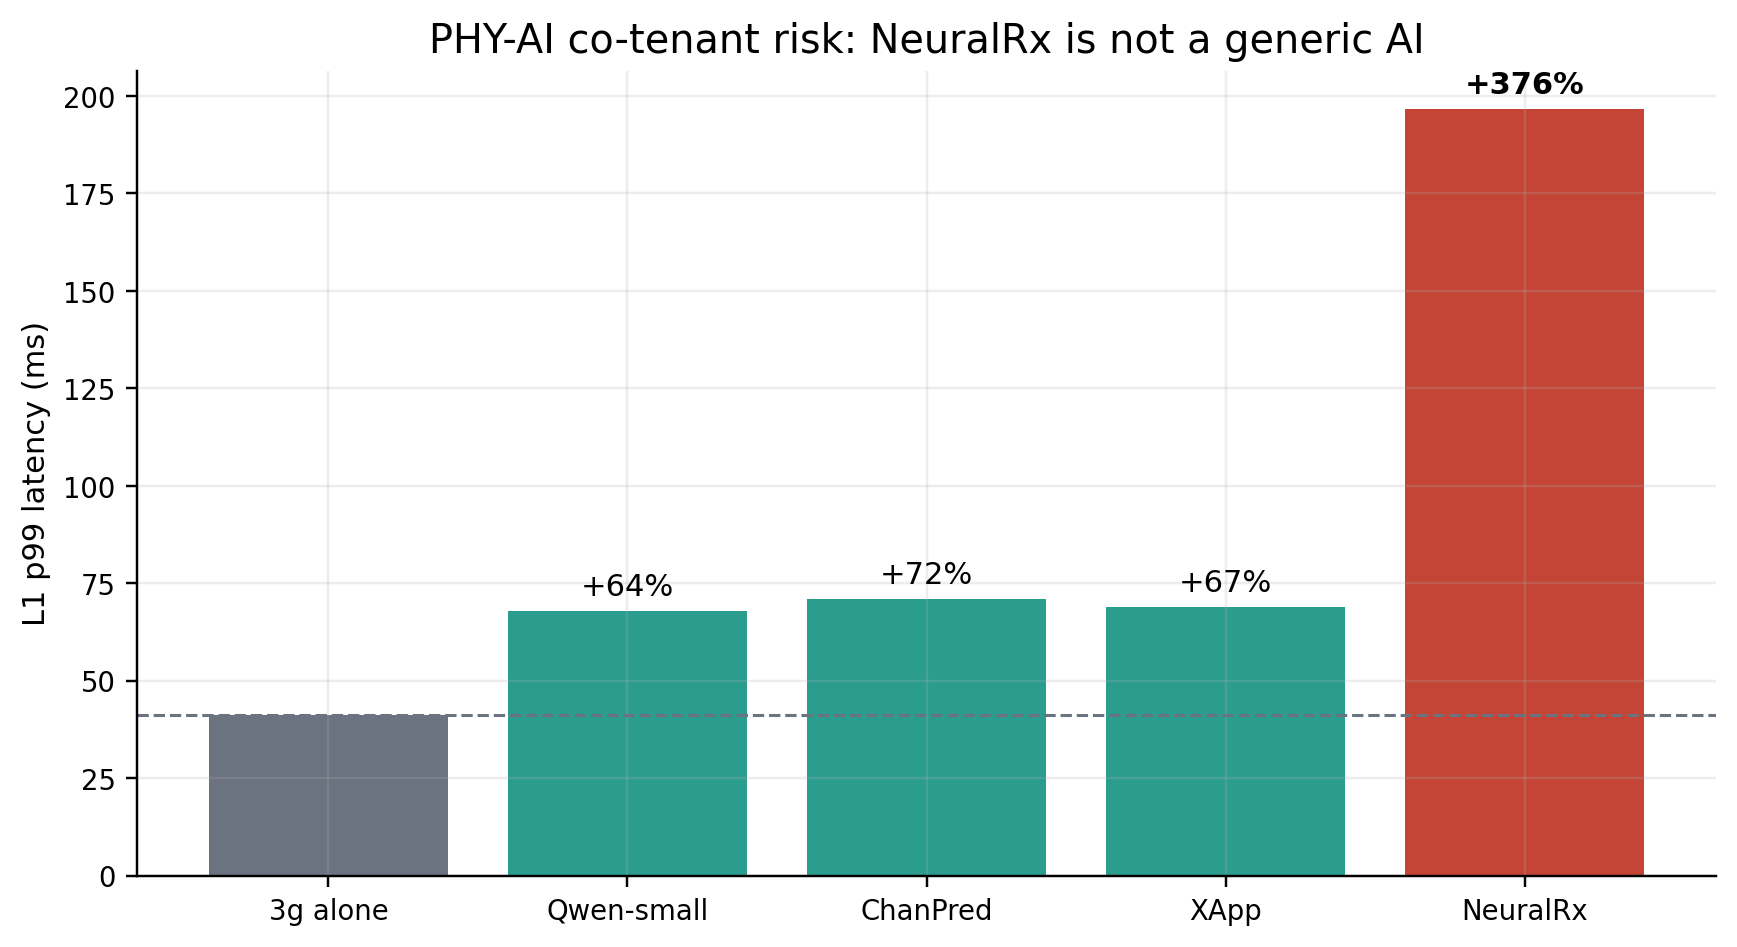 PHY-AI co-tenant risk: NeuralRx is not a generic AI
L1 p99 latency (ms)
200
175
150
125
100
75
50
25
0
+64%
+72%
+67%
+376%
3g alone
Qwen-small
ChanPred
XApp
NeuralRx